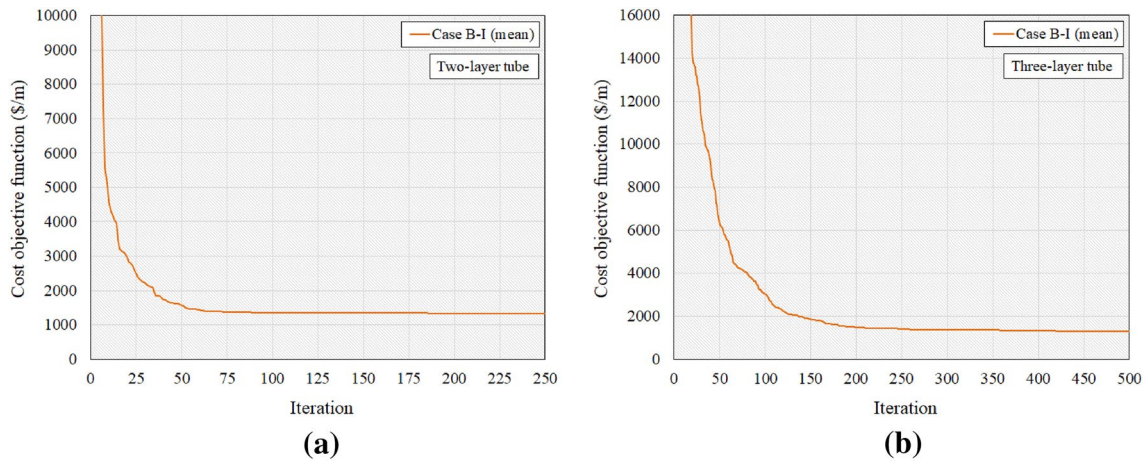 Cost objective function ($/m)
10000
9000
8000
7000
6000
5000
4000
3000
2000
1000
0
Case B-I (mean)
Two-layer tube
0 25 50 75 100 125 150 175 200 225 250
Iteration
(a)
Cost objective function ($/m)
16000
14000
12000
10000
8000
6000
4000
2000
0
Case B-I (mean)
Three-layer tube
0 50 100 150 200 250 300 350 400 450 500
Iteration
(b)